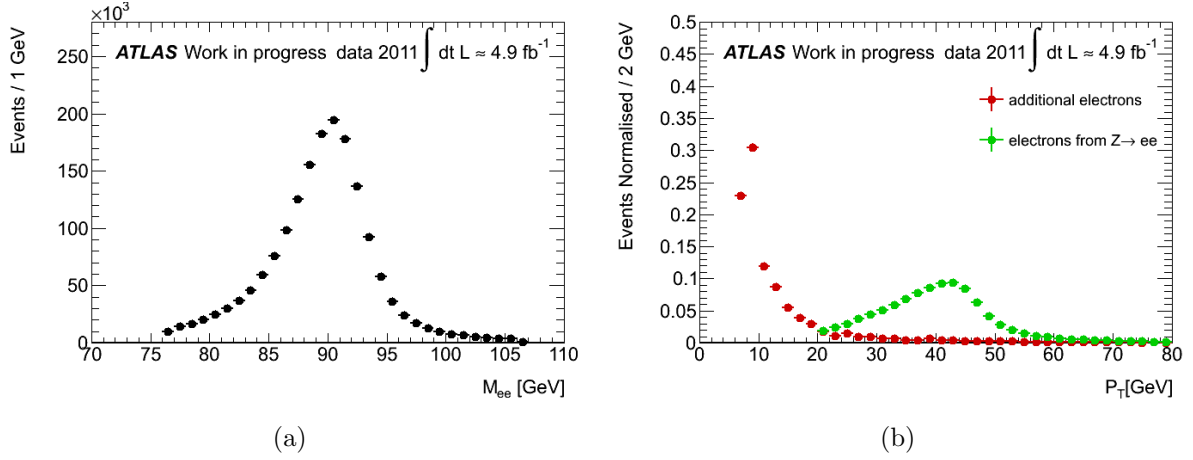 ×10³
ATLAS Work in progress data 2011 ∫ dt L ≈ 4.9 fb⁻¹
Events / 1 GeV
250
200
150
100
50
0
70 75 80 85 90 95 100 105 110
M_ee [GeV]
(a)
0.5
ATLAS Work in progress data 2011 ∫ dt L ≈ 4.9 fb⁻¹
Events Normalised / 2 GeV
0.45
0.4
additional electrons
0.35
electrons from Z→ ee
0.3
0.25
0.2
0.15
0.1
0.05
0
0 10 20 30 40 50 60 70 80
P_T[GeV]
(b)